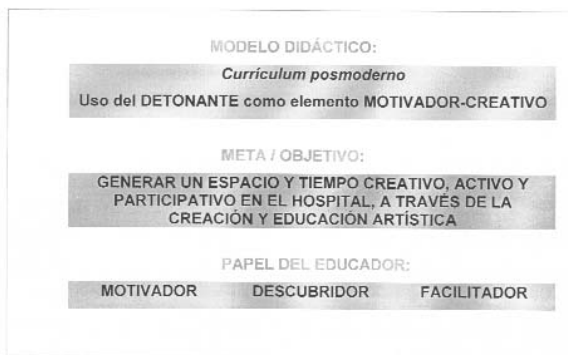 MODELO DIDÁCTICO:
Currículum posmoderno
Uso del DETONANTE como elemento MOTIVADOR-CREATIVO
META / OBJETIVO:
GENERAR UN ESPACIO Y TIEMPO CREATIVO, ACTIVO Y
PARTICIPATIVO EN EL HOSPITAL, A TRAVÉS DE LA
CREACIÓN Y EDUCACIÓN ARTÍSTICA
PAPEL DEL EDUCADOR:
MOTIVADOR DESCUBRIDOR FACILITADOR